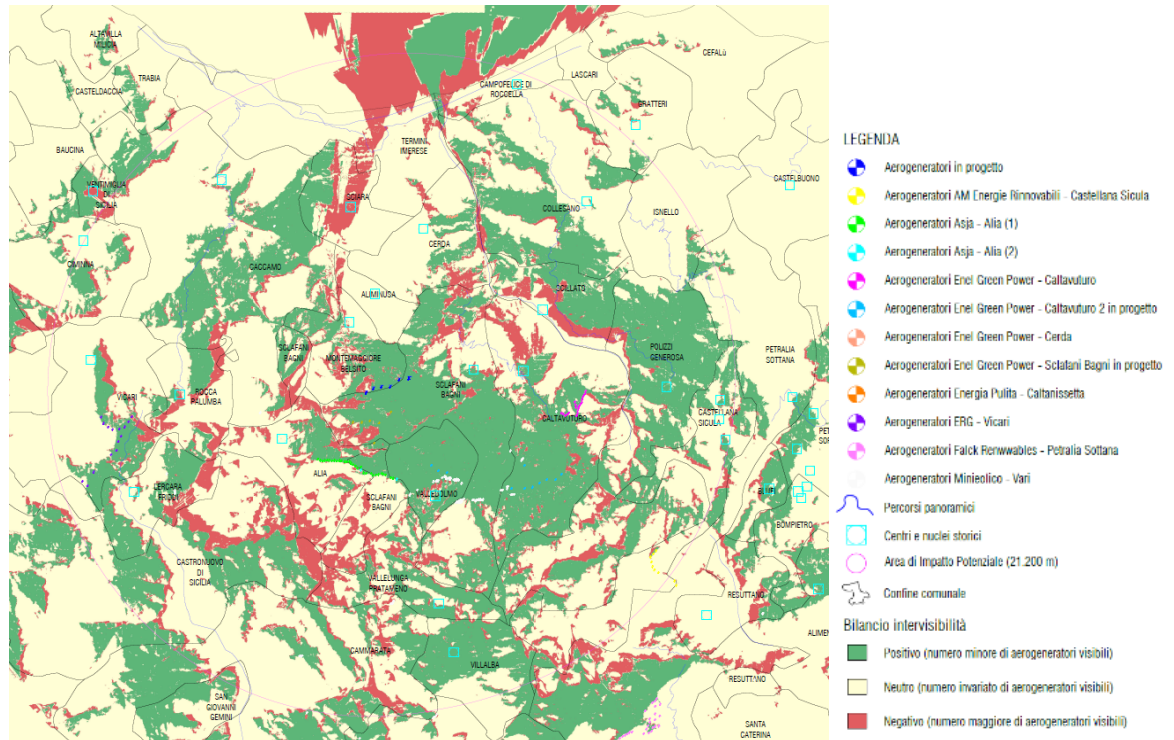 ALTAVILLA
MILICIA
TRABIA
CASTELDACCIA
BAUCINA
VENTIMIGLIA
DI
SICILIA
CIMINNA
CACCAMO
SCIARA
TERMINI
IMERESE
CAMPOFELICE DI
ROCCELLA
LASCARI
CEFALÙ
GRATTERI
CASTELBUONO
ISNELLO
COLLESANO
CERDA
ALIMINUSA
SCILLATO
SCLAFANI
BAGNI
MONTEMAGGIORE
BELSITO
SCLAFANI
BAGNI
POLIZZI
GENEROSA
PETRALIA
SOTTANA
VICARI
ROCCA
PALUMBA
CALTAVUTURO
CASTELLANA
SICULA
ALIA
SCLAFANI
BAGNI
VALLEDOLMO
LERCARA
FRIDDI
BLUFI
BOMPIETRO
CASTRONUOVO
DI
SICILIA
VALLELUNGA
PRATAMENO
RESUTTANO
CAMMARATA
VILLALBA
ALIMEN
RESUTTANO
SAN
GIOVANNI
GEMINI
SANTA
CATERINA
LEGENDA
Aerogeneratori in progetto
Aerogeneratori AM Energie Rinnovabili - Castellana Sicula
Aerogeneratori Asja - Alia (1)
Aerogeneratori Asja - Alia (2)
Aerogeneratori Enel Green Power - Caltavuturo
Aerogeneratori Enel Green Power - Caltavuturo 2 in progetto
Aerogeneratori Enel Green Power - Cerda
Aerogeneratori Enel Green Power - Sclafani Bagni in progetto
Aerogeneratori Energia Pulita - Caltanissetta
Aerogeneratori ERG - Vicari
Aerogeneratori Falck Renwwables - Petralia Sottana
Aerogeneratori Minieolico - Vari
Percorsi panoramici
Centri e nuclei storici
Area di Impatto Potenziale (21.200 m)
Confine comunale
Bilancio intervisibilità
Positivo (numero minore di aerogeneratori visibili)
Neutro (numero invariato di aerogeneratori visibili)
Negativo (numero maggiore di aerogeneratori visibili)